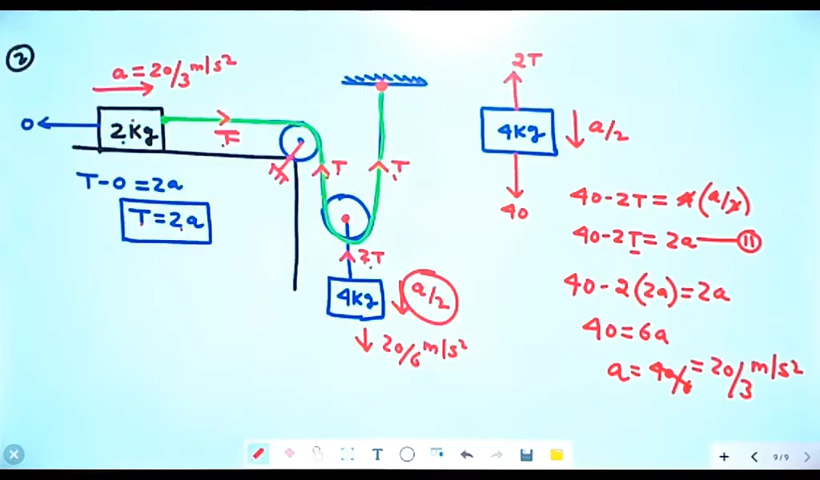 2
a = 20/3 m/s²
0
2kg
T
T
T
T - 0 = 2a
T = 2a
2T
4kg
a/2
20/6 m/s²
2T
4kg
a/2
40
40 - 2T = 4(a/2)
40 - 2T = 2a — II
40 - 2(2a) = 2a
40 = 6a
a = 40/6 = 20/3 m/s²
T
9/9